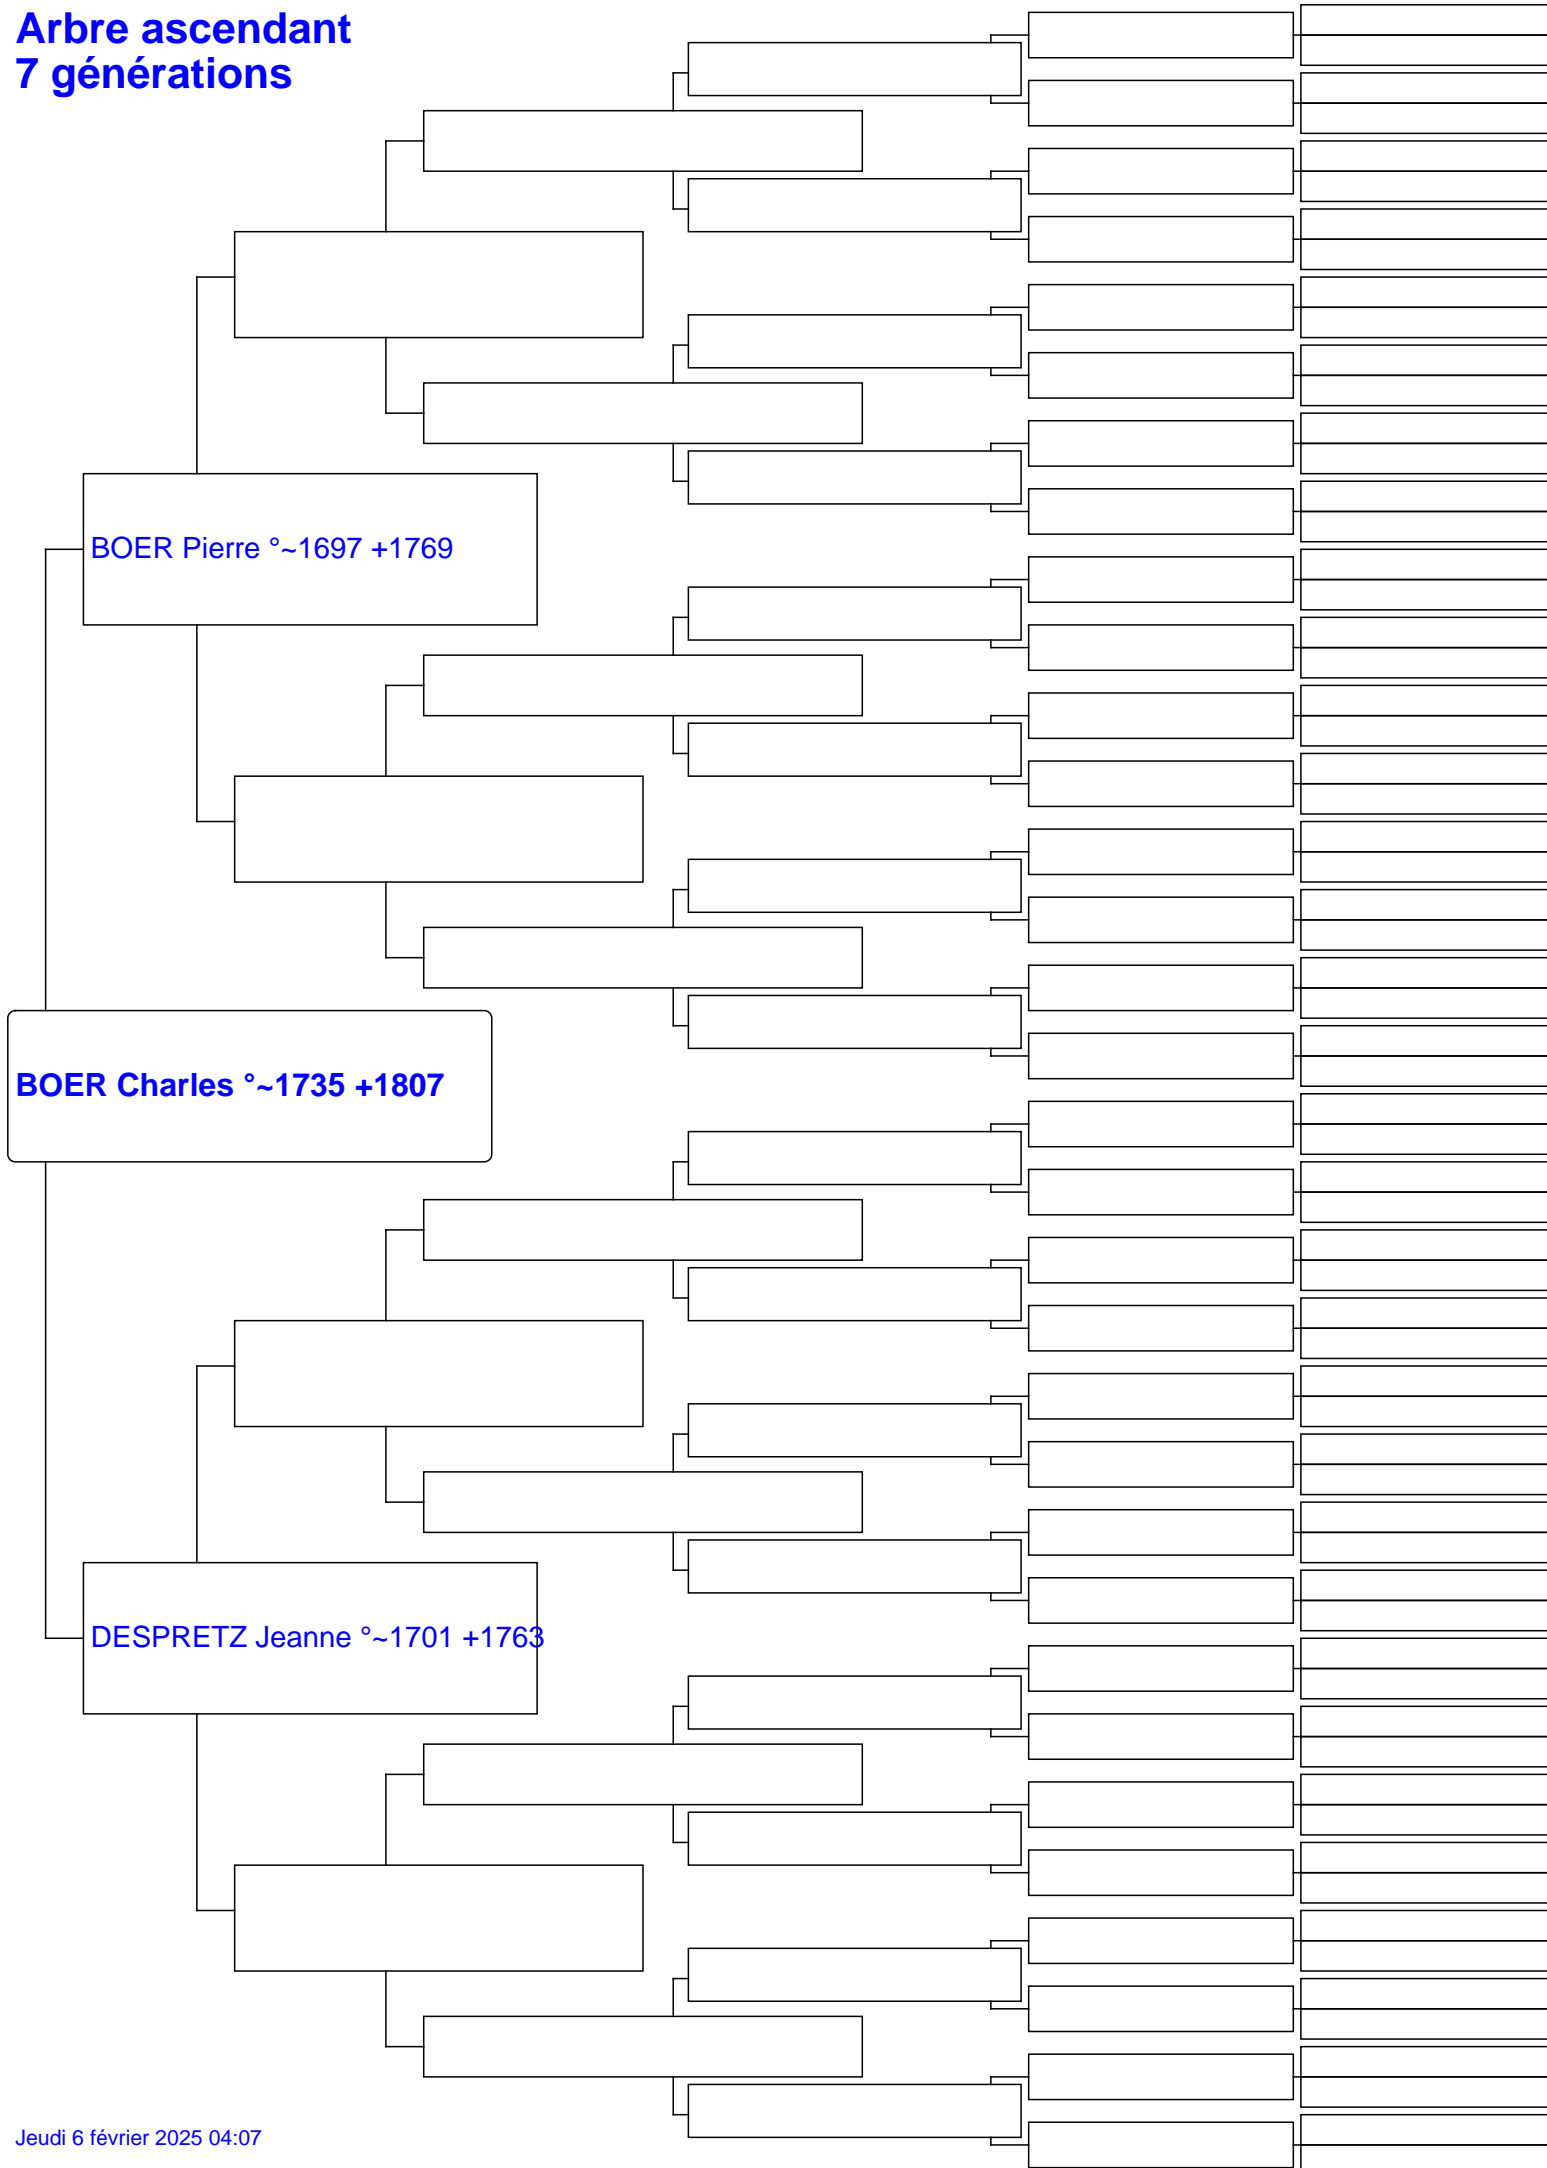 Arbre ascendant
7 générations
BOER Pierre °~1697 +1769
BOER Charles °~1735 +1807
DESPRETZ Jeanne °~1701 +1763
Jeudi 6 février 2025 04:07